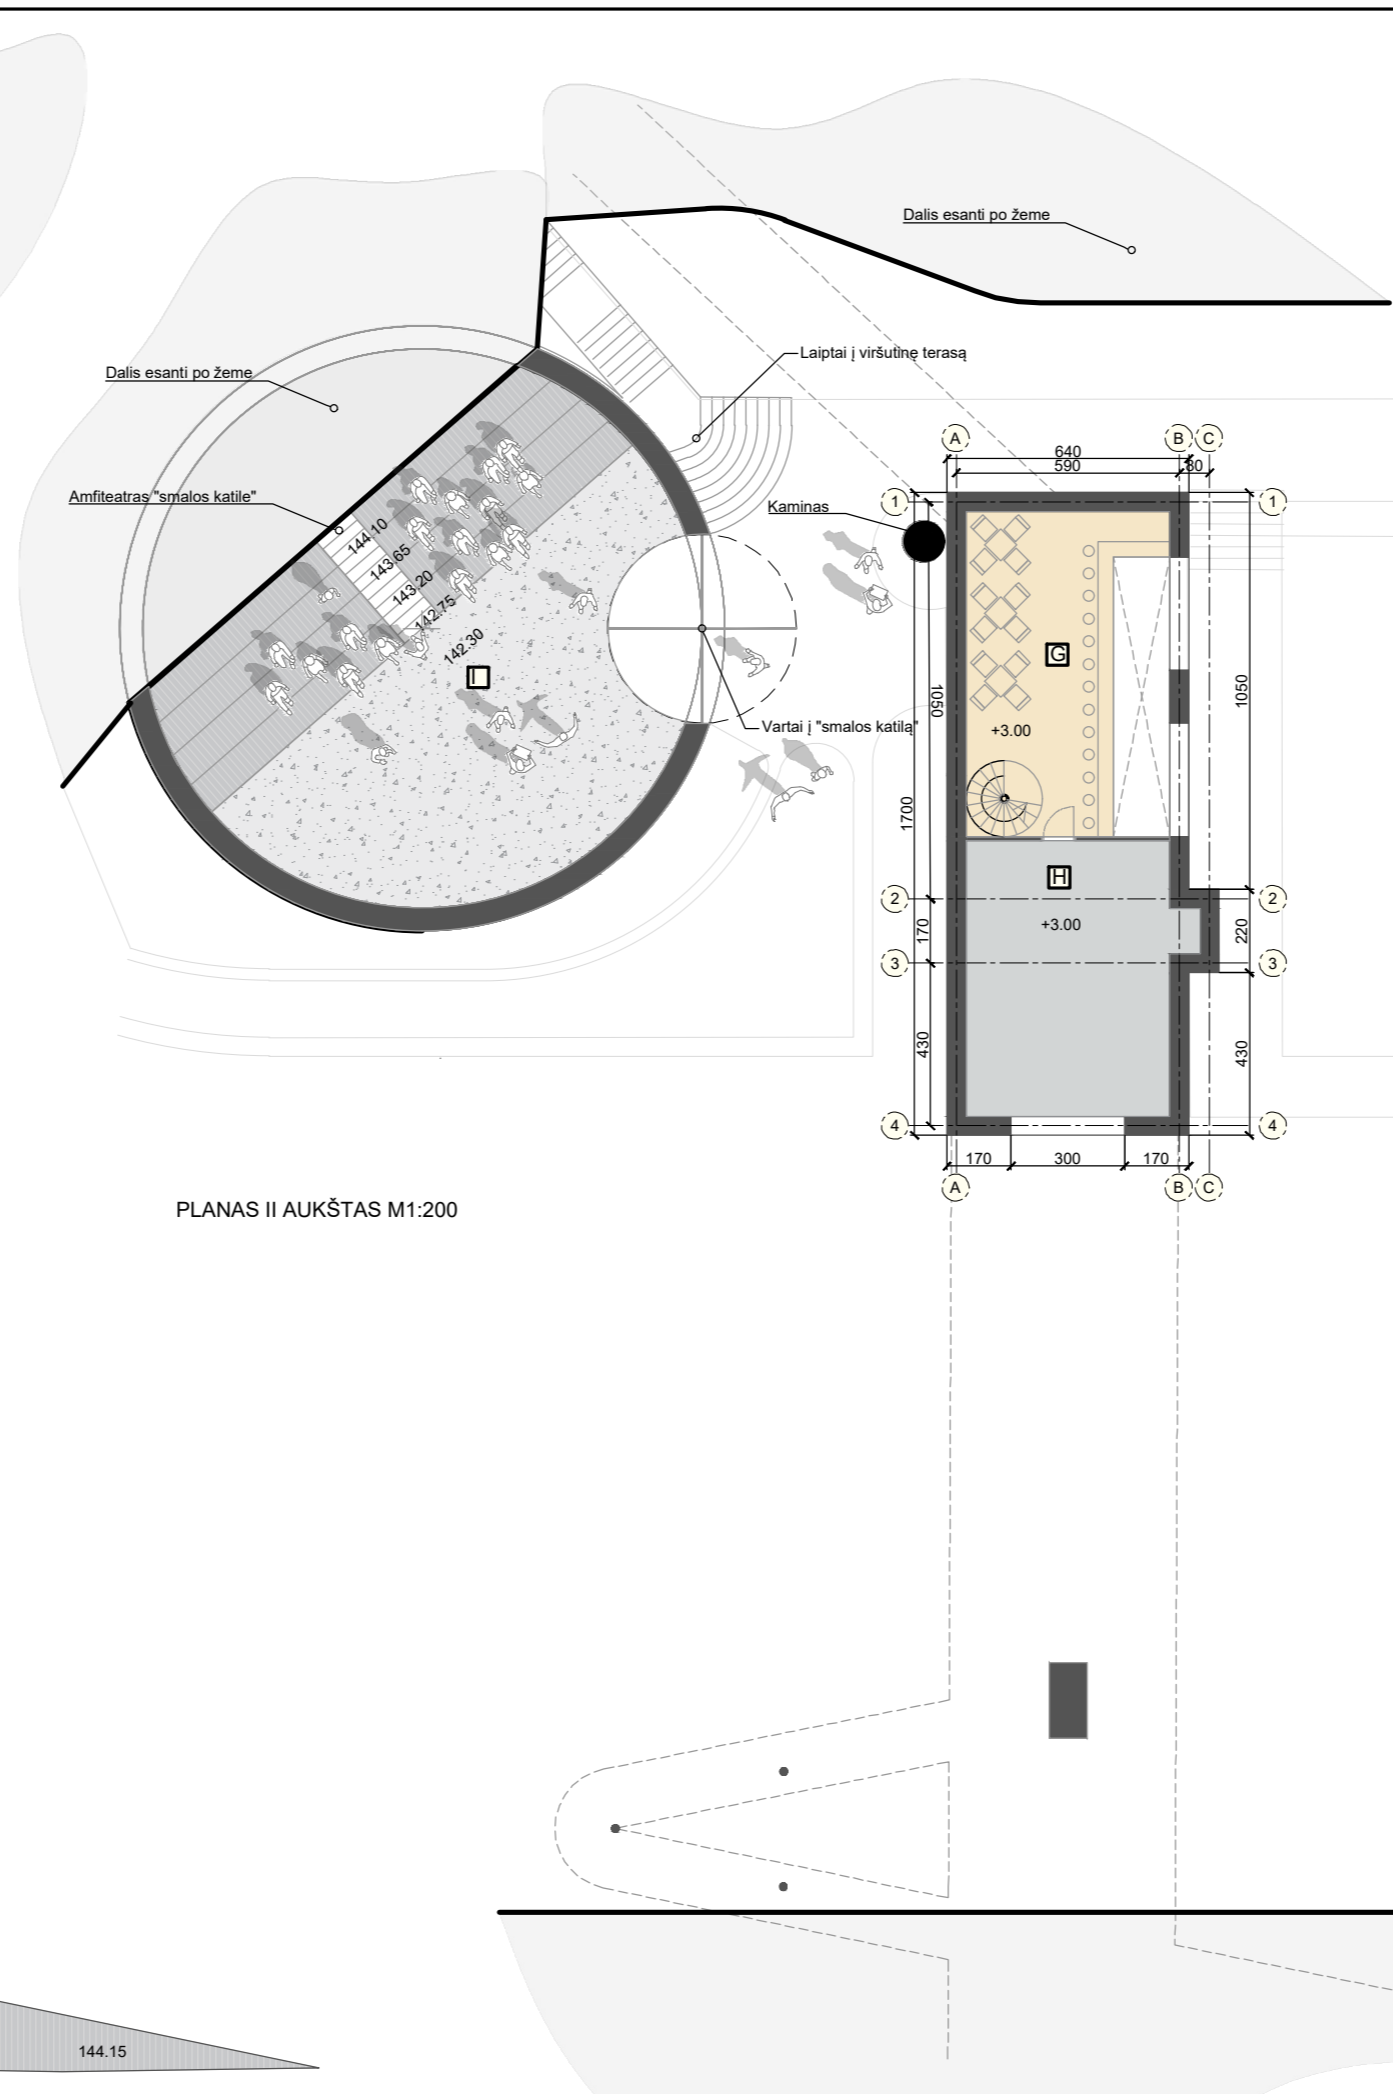 Dalis esanti po žeme
Laiptai į viršutinę terasą
Dalis esanti po žeme
A
B
C
640
590
80
Amfiteatras "smalos katile"
Kaminas
1
1
144.10
143.65
143.20
142.75
142.30
I
G
1050
1050
Vartai į "smalos katilą"
+3.00
1700
H
2
2
+3.00
170
220
3
3
430
430
4
4
170
300
170
A
B
C
PLANAS II AUKŠTAS M1:200
144.15